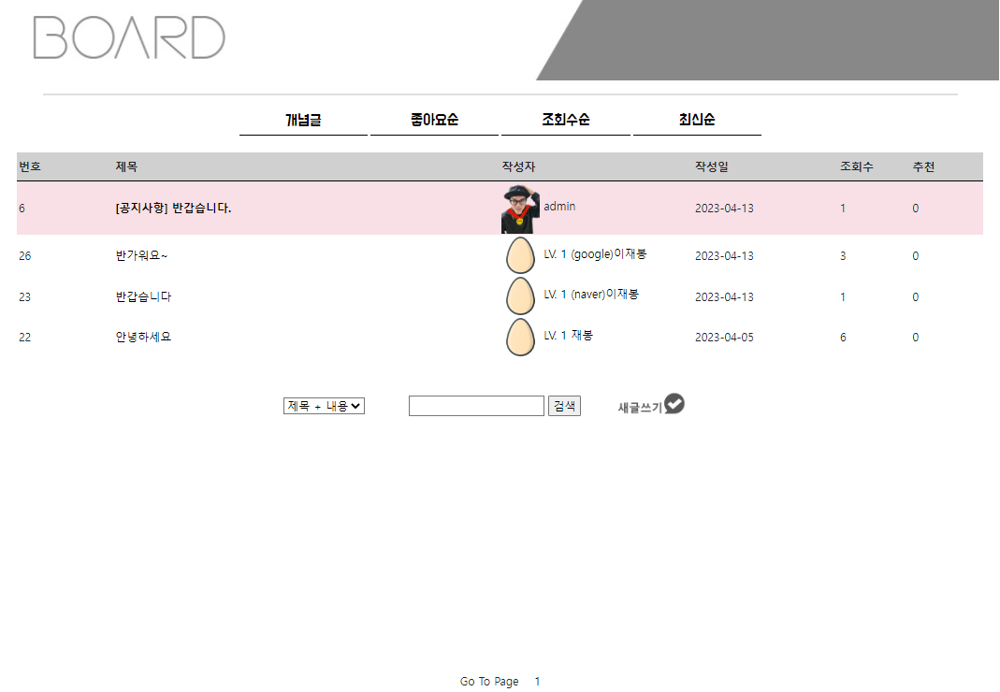 BOARD
개념글 좋아요순 조회수순 최신순
번호 제목 작성자 작성일 조회수 추천
6 [공지사항] 반갑습니다. admin 2023-04-13 1 0
26 반가워요~ LV. 1 (google)이재봉 2023-04-13 3 0
23 반갑습니다 LV. 1 (naver)이재봉 2023-04-13 1 0
22 안녕하세요 LV. 1 재봉 2023-04-05 6 0
제목 + 내용 검색 새글쓰기
Go To Page 1